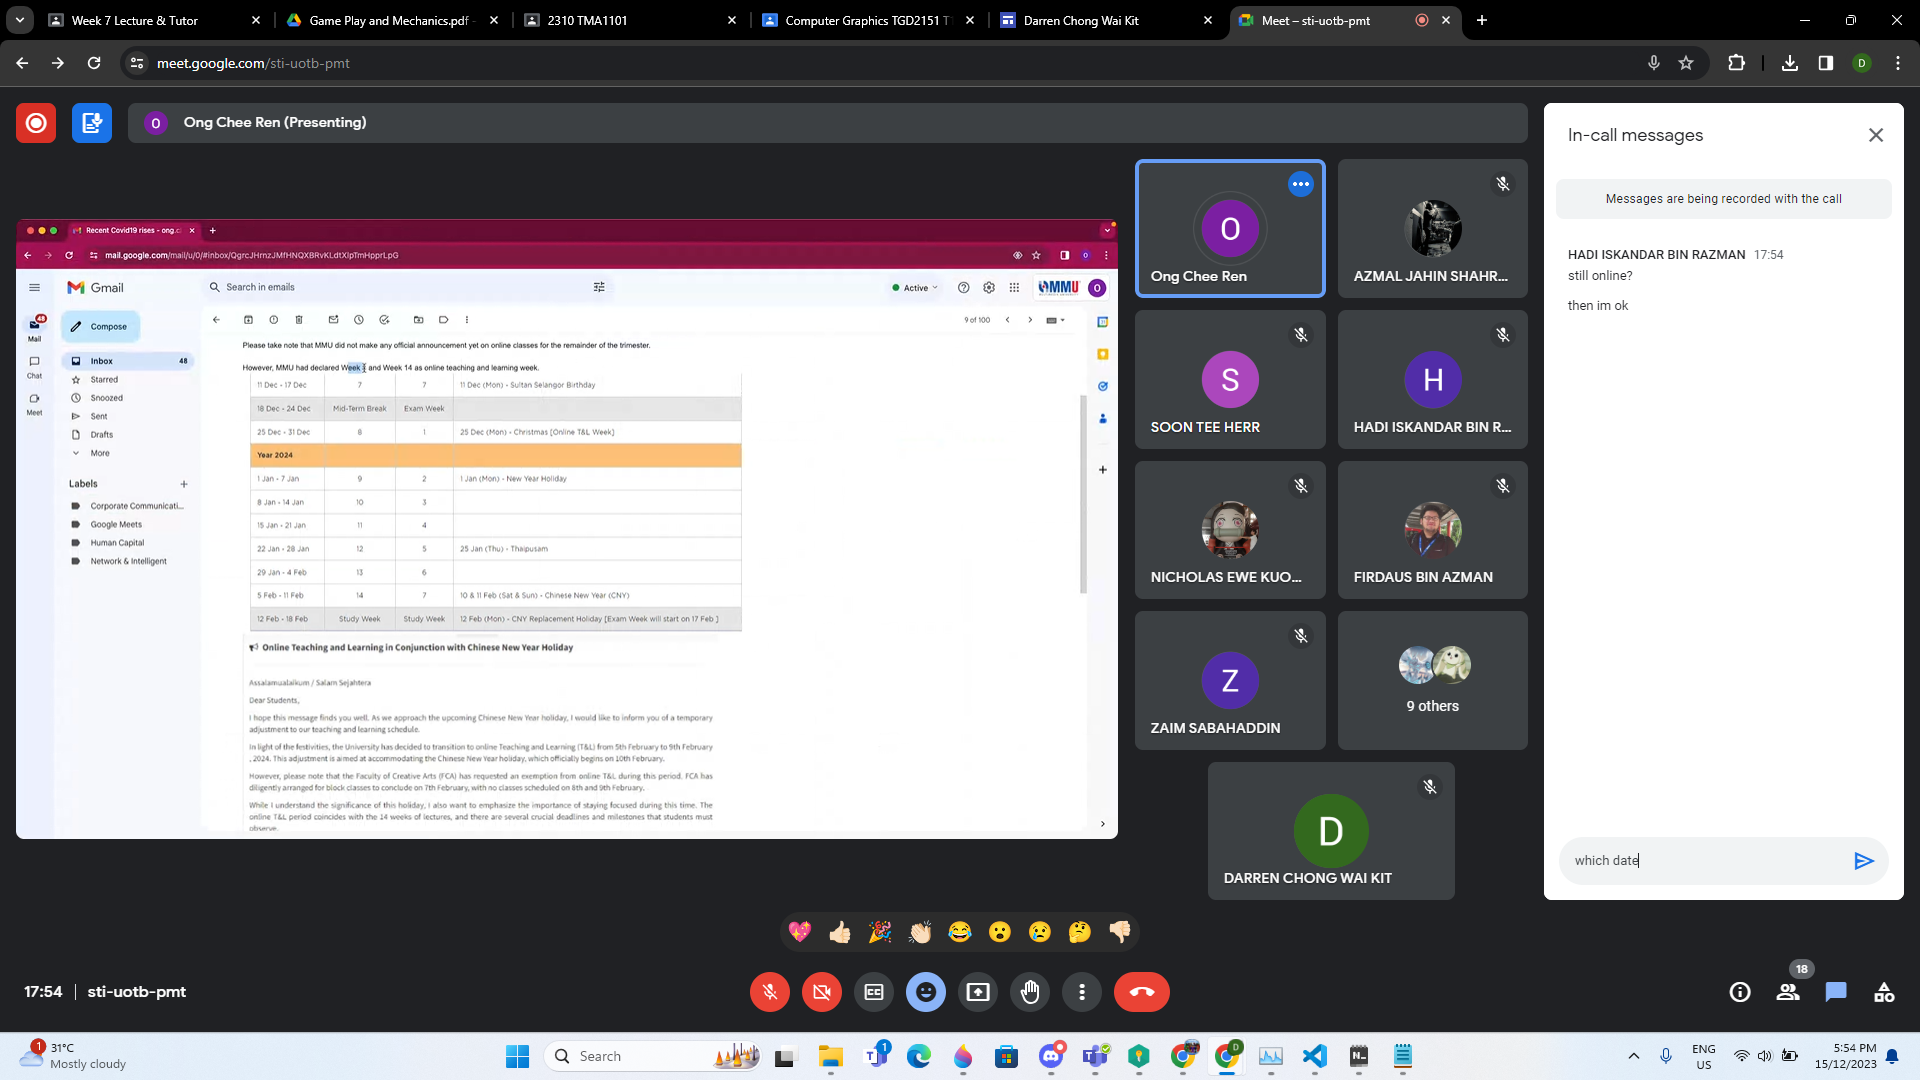 Week 7 Lecture & Tutor
Game Play and Mechanics.pdf -
2310 TMA1101
Computer Graphics TGD2151 T
Darren Chong Wai Kit
Meet – sti-uotb-pmt
meet.google.com/sti-uotb-pmt
D
O
Ong Chee Ren (Presenting)
In-call messages
Messages are being recorded with the call
HADI ISKANDAR BIN RAZMAN 17:54
still online?
then im ok
which date
Recent Covid19 rises - ong.c
mail.google.com/mail/u/0/#inbox/QgrcJHrnzJMfHNQXBRvKLdtXlpTmHpprLpG
Gmail
Search in emails
Active
MMU
O
48
Mail
Chat
Meet
Compose
Inbox 48
Starred
Snoozed
Sent
Drafts
More
Labels
Corporate Communicati...
Google Meets
Human Capital
Network & Intelligent
9 of 100
Please take note that MMU did not make any official announcement yet on online classes for the remainder of the trimester.
However, MMU had declared Week and Week 14 as online teaching and learning week.
11 Dec - 17 Dec 7 7 11 Dec (Mon) - Sultan Selangor Birthday
18 Dec - 24 Dec Mid-Term Break Exam Week
25 Dec - 31 Dec 8 1 25 Dec (Mon) - Christmas [Online T&L Week]
Year 2024
1 Jan - 7 Jan 9 2 1 Jan (Mon) - New Year Holiday
8 Jan - 14 Jan 10 3
15 Jan - 21 Jan 11 4
22 Jan - 28 Jan 12 5 25 Jan (Thu) - Thaipusam
29 Jan - 4 Feb 13 6
5 Feb - 11 Feb 14 7 10 & 11 Feb (Sat & Sun) - Chinese New Year (CNY)
12 Feb - 18 Feb Study Week Study Week 12 Feb (Mon) - CNY Replacement Holiday [Exam Week will start on 17 Feb ]
Online Teaching and Learning in Conjunction with Chinese New Year Holiday
Assalamualaikum / Salam Sejahtera
Dear Students,
I hope this message finds you well. As we approach the upcoming Chinese New Year holiday, I would like to inform you of a temporary
adjustment to our teaching and learning schedule.
In light of the festivities, the University has decided to transition to online Teaching and Learning (T&L) from 5th February to 9th February
, 2024. This adjustment is aimed at accommodating the Chinese New Year holiday, which officially begins on 10th February.
However, please note that the Faculty of Creative Arts (FCA) has requested an exemption from online T&L during this period. FCA has
diligently arranged for block classes to conclude on 7th February, with no classes scheduled on 8th and 9th February.
While I understand the significance of this holiday, I also want to emphasize the importance of staying focused during this time. The
online T&L period coincides with the 14 weeks of lectures, and there are several crucial deadlines and milestones that students must
observe.
O
Ong Chee Ren
AZMAL JAHIN SHAHR...
S
SOON TEE HERR
H
HADI ISKANDAR BIN R...
NICHOLAS EWE KUO...
FIRDAUS BIN AZMAN
Z
ZAIM SABAHADDIN
9 others
D
DARREN CHONG WAI KIT
17:54 | sti-uotb-pmt
18
1
31°C
Mostly cloudy
Search
1
ENG
US
5:54 PM
15/12/2023